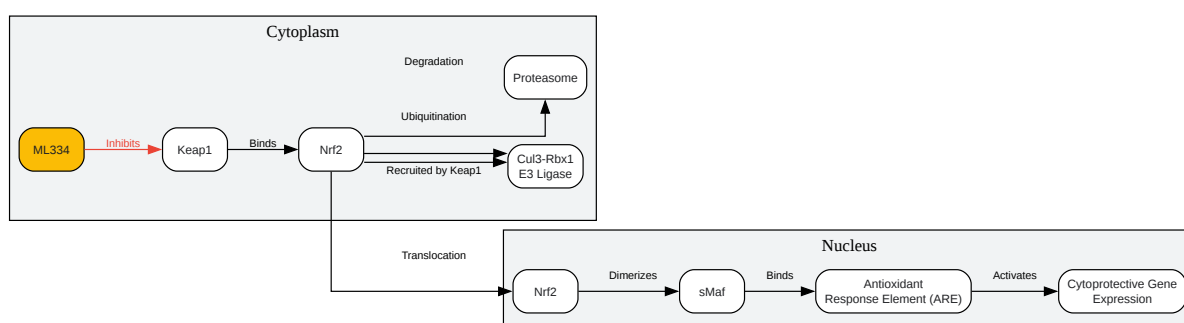 Cytoplasm
Degradation
Proteasome
Ubiquitination
ML334
Inhibits
Keap1
Binds
Nrf2
Cul3-Rbx1
E3 Ligase
Recruited by Keap1
Translocation
Nucleus
Nrf2
Dimerizes
sMaf
Binds
Antioxidant
Response Element (ARE)
Activates
Cytoprotective Gene
Expression